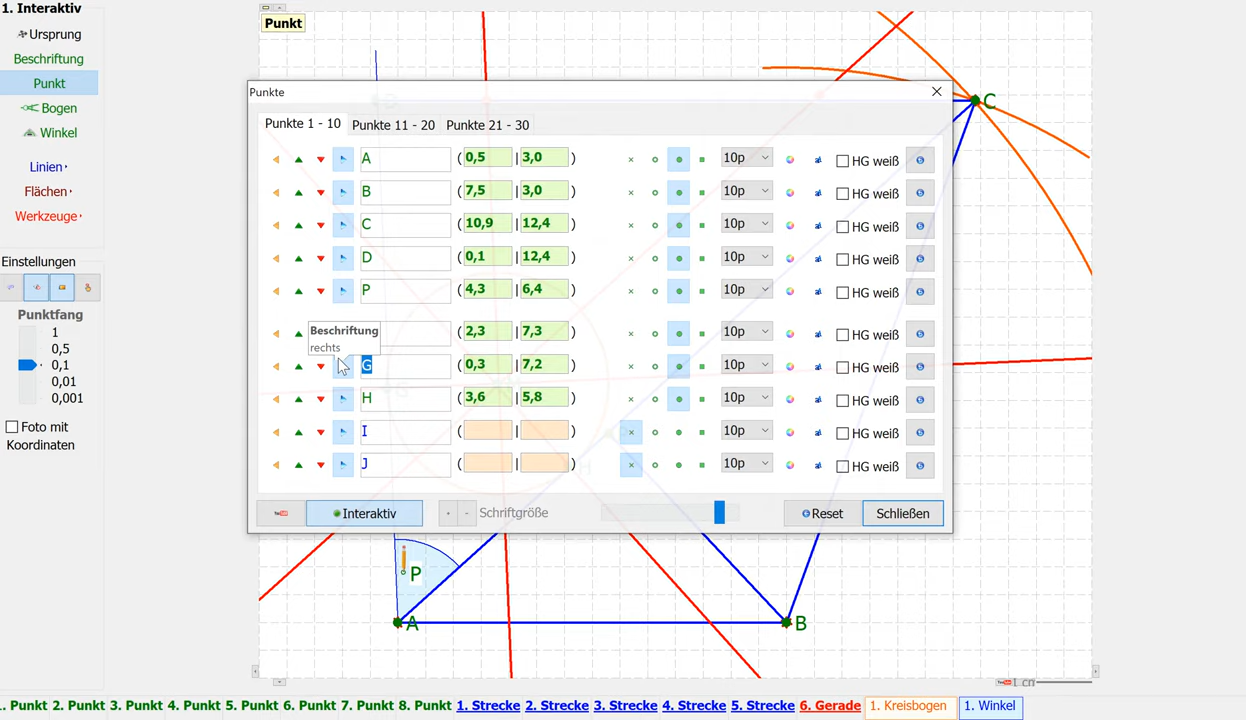 1. Interaktiv
Ursprung
Beschriftung
Punkt
Bogen
Winkel
Linien
Flächen
Werkzeuge
Einstellungen
Punktfang
1
0,5
0,1
0,01
0,001
Foto mit
Koordinaten
Punkt
C
Punkte
Punkte 1 - 10 Punkte 11 - 20 Punkte 21 - 30
A ( 0,5 | 3,0 ) 10p HG weiß
B ( 7,5 | 3,0 ) 10p HG weiß
C ( 10,9 | 12,4 ) 10p HG weiß
D ( 0,1 | 12,4 ) 10p HG weiß
P ( 4,3 | 6,4 ) 10p HG weiß
Beschriftung
rechts
( 2,3 | 7,3 ) 10p HG weiß
G ( 0,3 | 7,2 ) 10p HG weiß
H ( 3,6 | 5,8 ) 10p HG weiß
I ( | ) 10p HG weiß
J ( | ) 10p HG weiß
Interaktiv + - Schriftgröße Reset Schließen
P
A
B
1. Punkt 2. Punkt 3. Punkt 4. Punkt 5. Punkt 6. Punkt 7. Punkt 8. Punkt 1. Strecke 2. Strecke 3. Strecke 4. Strecke 5. Strecke 6. Gerade 1. Kreisbogen 1. Winkel